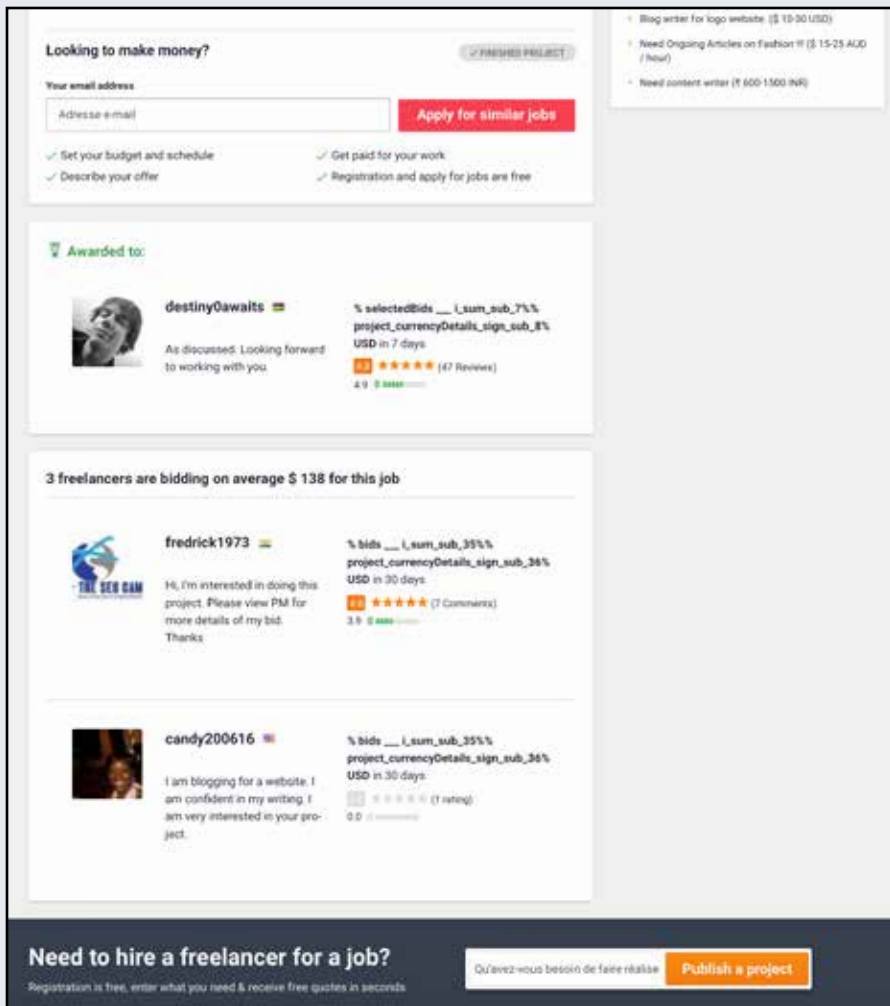 Blog writer for logo website. ($ 10-30 USD)
Need Ongoing Articles on Fashion !!! ($ 15-25 AUD
/ hour)
Need content writer (₹ 600-1500 INR)
Looking to make money?
✓ FINISHED PROJECT
Your email address
Adresse e-mail
Apply for similar jobs
✓ Set your budget and schedule
✓ Get paid for your work
✓ Describe your offer
✓ Registration and apply for jobs are free
Awarded to:
destiny0awaits
As discussed. Looking forward
to working with you.
% selectedBids ___ i_sum_sub_7%%
project_currencyDetails_sign_sub_8%
USD in 7 days
(47 Reviews)
4.9
3 freelancers are bidding on average $ 138 for this job
THE SEO CAM
fredrick1973
Hi, I'm interested in doing this
project. Please view PM for
more details of my bid.
Thanks
% bids ___ i_sum_sub_35%%
project_currencyDetails_sign_sub_36%
USD in 30 days
(7 Comments)
3.9
candy200616
I am blogging for a website. I
am confident in my writing. I
am very interested in your pro-
ject.
% bids ___ i_sum_sub_35%%
project_currencyDetails_sign_sub_36%
USD in 30 days
(1 rating)
0.0
Need to hire a freelancer for a job?
Registration is free, enter what you need & receive free quotes in seconds
Qu'avez-vous besoin de faire réalise
Publish a project